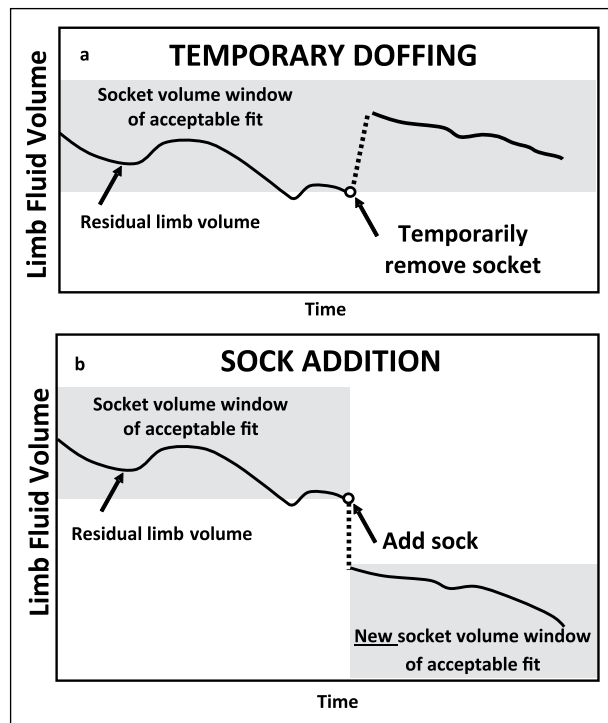 a
TEMPORARY DOFFING
Limb Fluid Volume
Socket volume window
of acceptable fit
Residual limb volume
Temporarily
remove socket
Time
b
SOCK ADDITION
Limb Fluid Volume
Socket volume window
of acceptable fit
Residual limb volume
Add sock
New socket volume window
of acceptable fit
Time